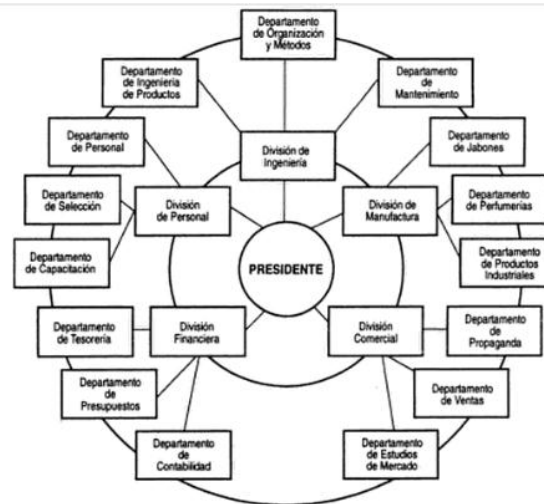 Departamento
de Organización
y Métodos
Departamento
de Ingeniería
de Productos
Departamento
de
Mantenimiento
Departamento
de Personal
División de
Ingeniería
Departamento
de Jabones
Departamento
de Selección
División
de Personal
División de
Manufactura
Departamento
de Perfumerías
Departamento
de Capacitación
PRESIDENTE
Departamento
de Productos
Industriales
Departamento
de Tesorería
División
Financiera
División
Comercial
Departamento
de
Propaganda
Departamento
de
Presupuestos
Departamento
de Ventas
Departamento
de
Contabilidad
Departamento
de Estudios
de Mercado